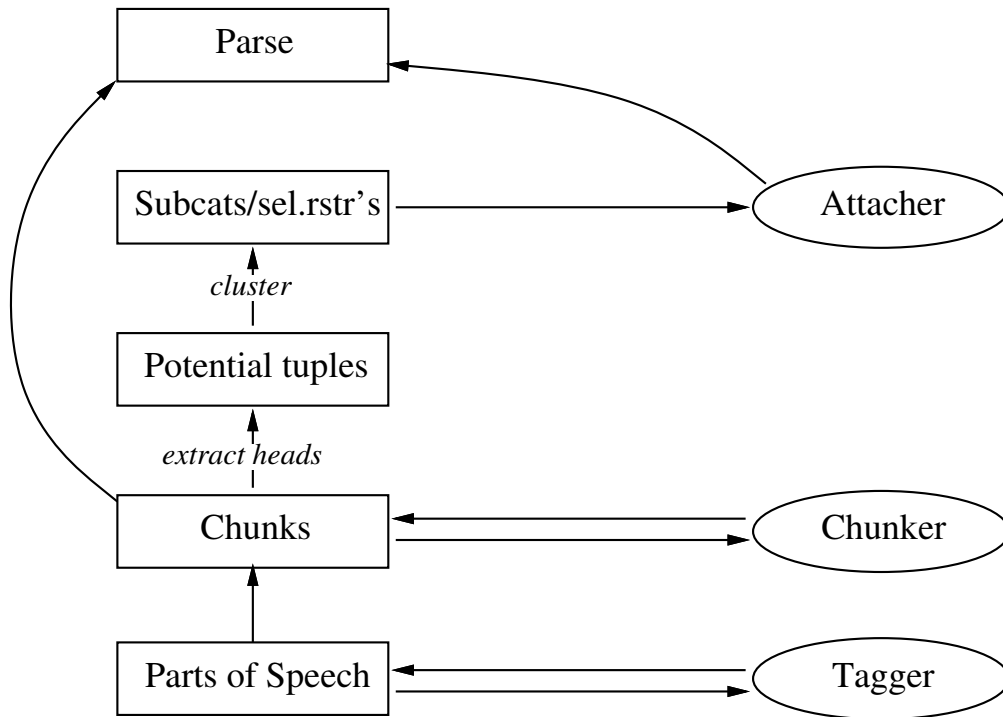 Parse
Subcats/sel.rstr’s
Attacher
cluster
Potential tuples
extract heads
Chunks
Chunker
Parts of Speech
Tagger